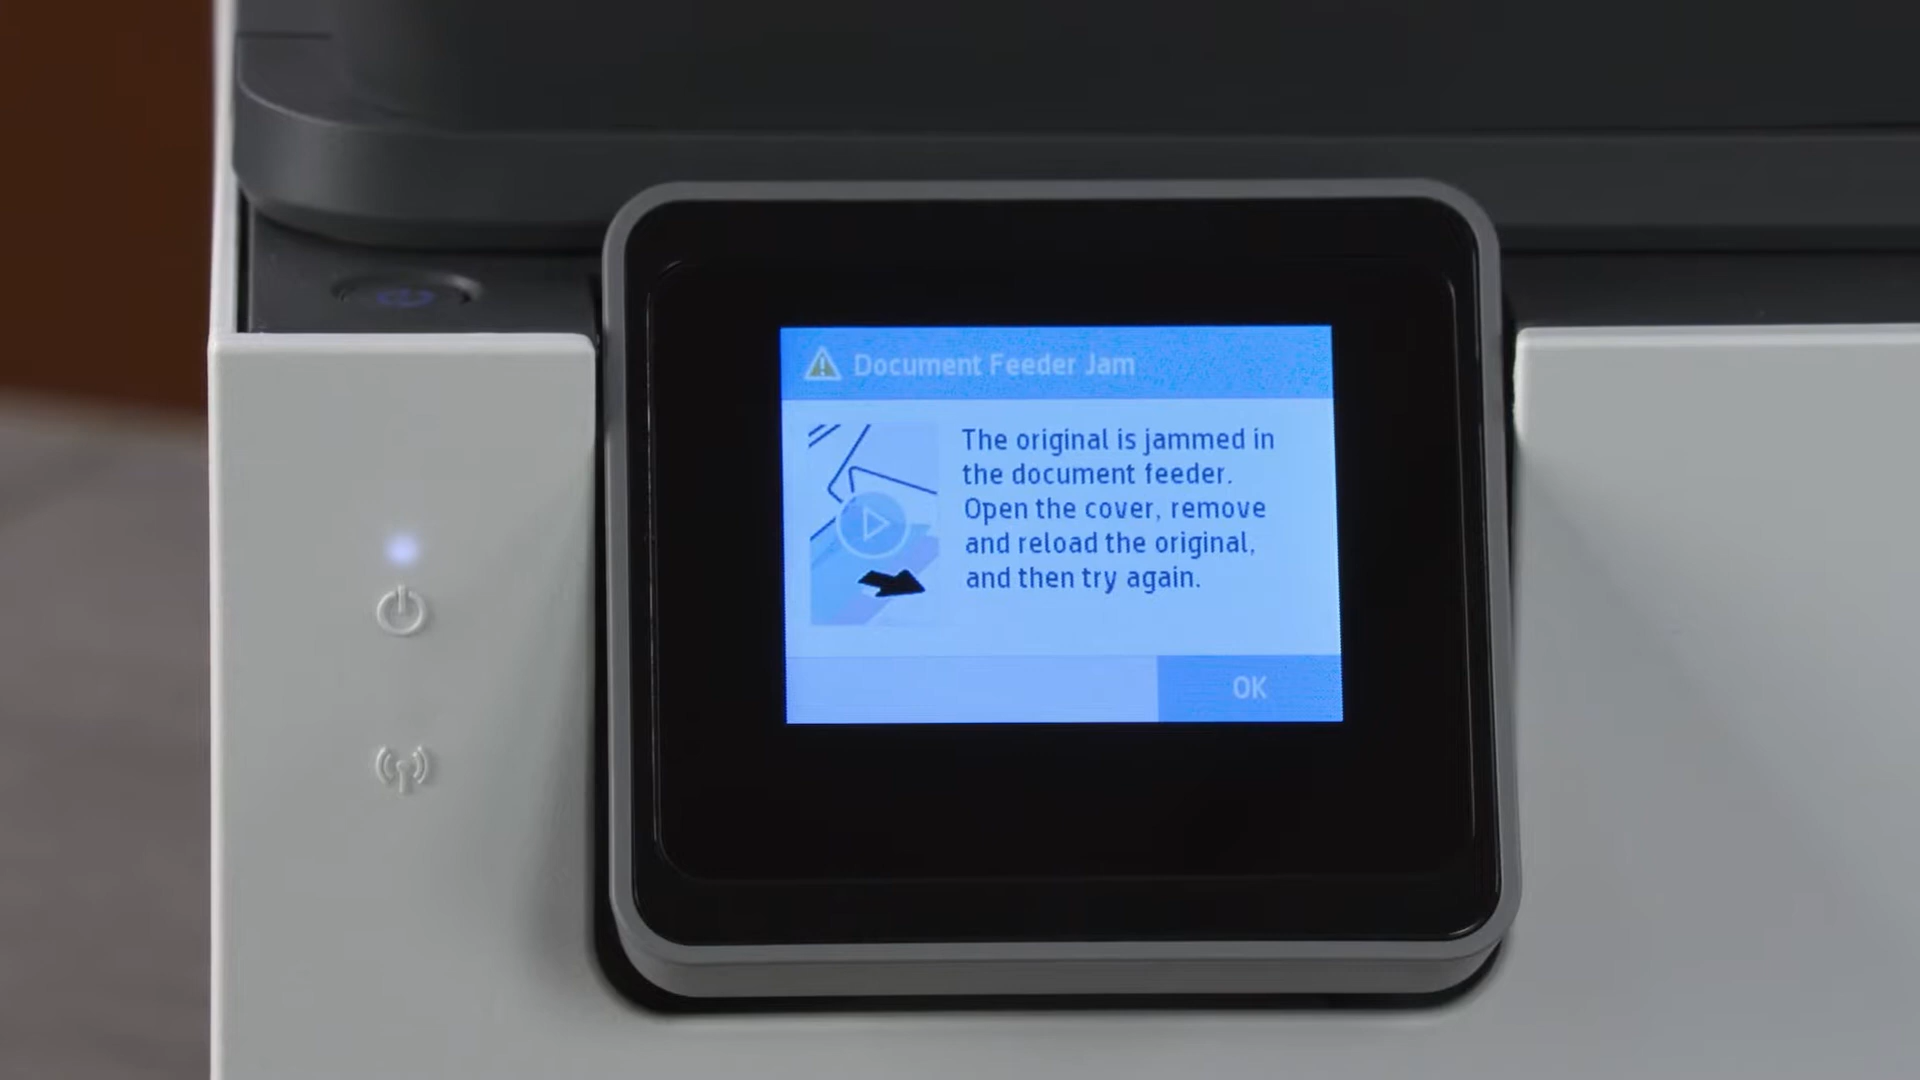 Document Feeder Jam
The original is jammed in
the document feeder.
Open the cover, remove
and reload the original,
and then try again.
OK